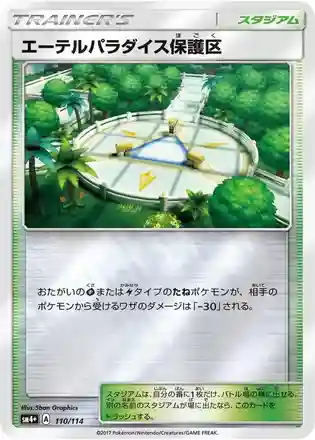 TRAINER'S
スタジアム
エーテルパラダイス保護区
ほごく
おたがいの または タイプのたねポケモンが、相手の
ポケモンから受けるワザのダメージは「-30」される。
Illus.5ban Graphics
SM4+ A 110/114
スタジアムは、自分の番に1枚だけ、バトル場の横に出せる。
別の名前のスタジアムが場に出たなら、このカードを
トラッシュする。
©2017 Pokémon/Nintendo/Creatures/GAME FREAK.